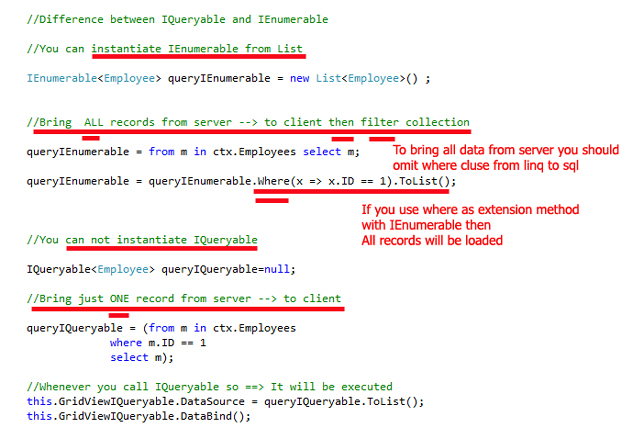 //Difference between IQueryable and IEnumerable
//You can instantiate IEnumerable from List
IEnumerable<Employee> queryIEnumerable = new List<Employee>() ;
//Bring  ALL records from server --> to client then filter collection
queryIEnumerable = from m in ctx.Employees select m;
To bring all data from server you should
omit where cluse from linq to sql
queryIEnumerable = queryIEnumerable.Where(x => x.ID == 1).ToList();
If you use where as extension method
with IEnumerable then
All records will be loaded
//You can not instantiate IQueryable
IQueryable<Employee> queryIQueryable=null;
//Bring just ONE record from server --> to client
queryIQueryable = (from m in ctx.Employees
where m.ID == 1
select m);
//Whenever you call IQueryable so ==> It will be executed
this.GridViewIQueryable.DataSource = queryIQueryable.ToList();
this.GridViewIQueryable.DataBind();